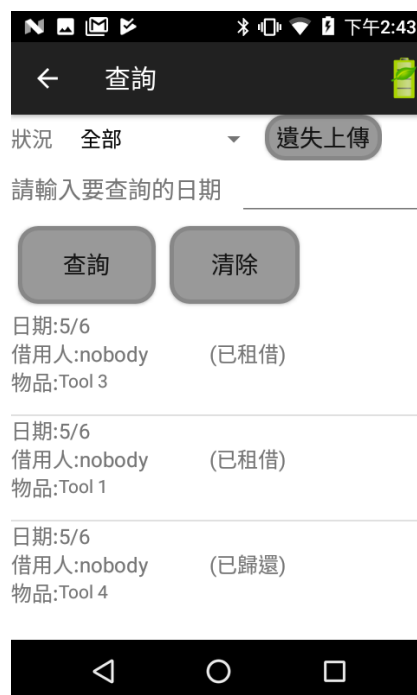 下午2:43
查詢
狀況 全部 遺失上傳
請輸入要查詢的日期
查詢 清除
日期:5/6
借用人:nobody (已租借)
物品:Tool 3
日期:5/6
借用人:nobody (已租借)
物品:Tool 1
日期:5/6
借用人:nobody (已歸還)
物品:Tool 4